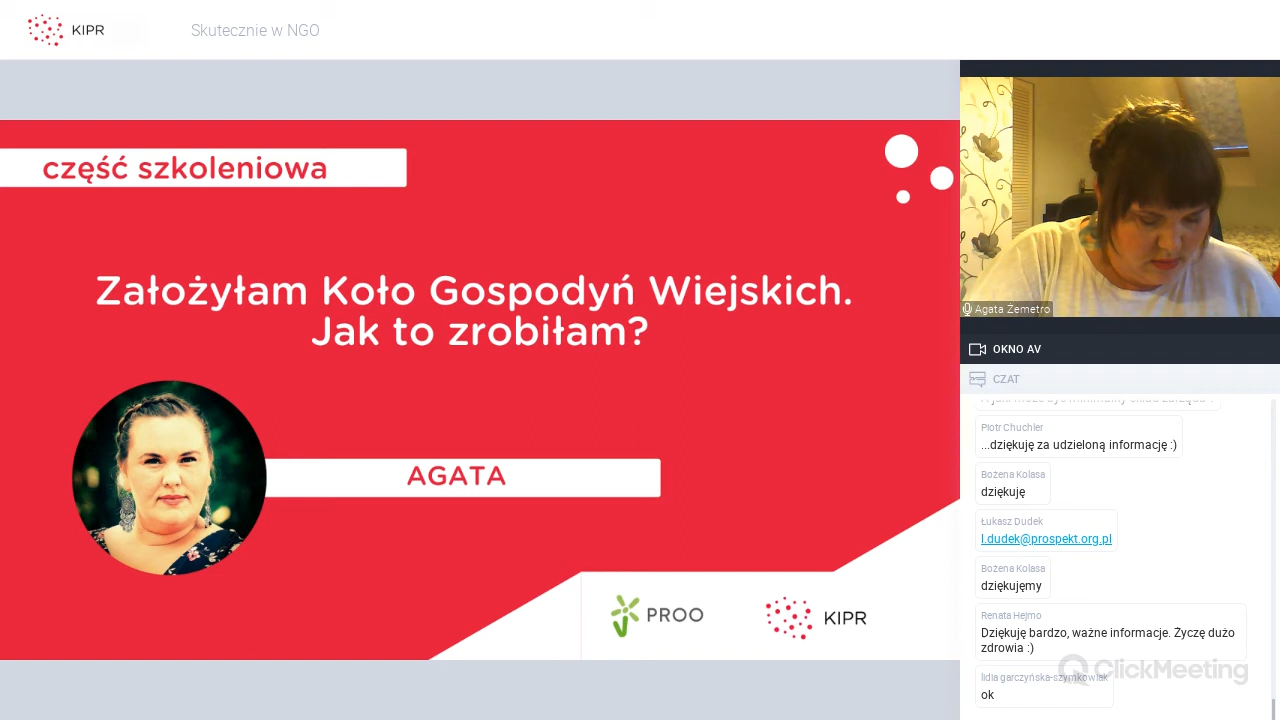 KIPR
Skutecznie w NGO
część szkoleniowa
Założyłam Koło Gospodyń Wiejskich.
Jak to zrobiłam?
AGATA
PROO
KIPR
Agata Żemetro
OKNO AV
CZAT
Piotr Chuchler
...dziękuję za udzieloną informację :)
Bożena Kolasa
dziękuję
Łukasz Dudek
l.dudek@prospekt.org.pl
Bożena Kolasa
dziękujęmy
Renata Hejmo
Dziękuję bardzo, ważne informacje. Życzę dużo
zdrowia :)
lidia garczyńska-szymkowiak
ok
ClickMeeting